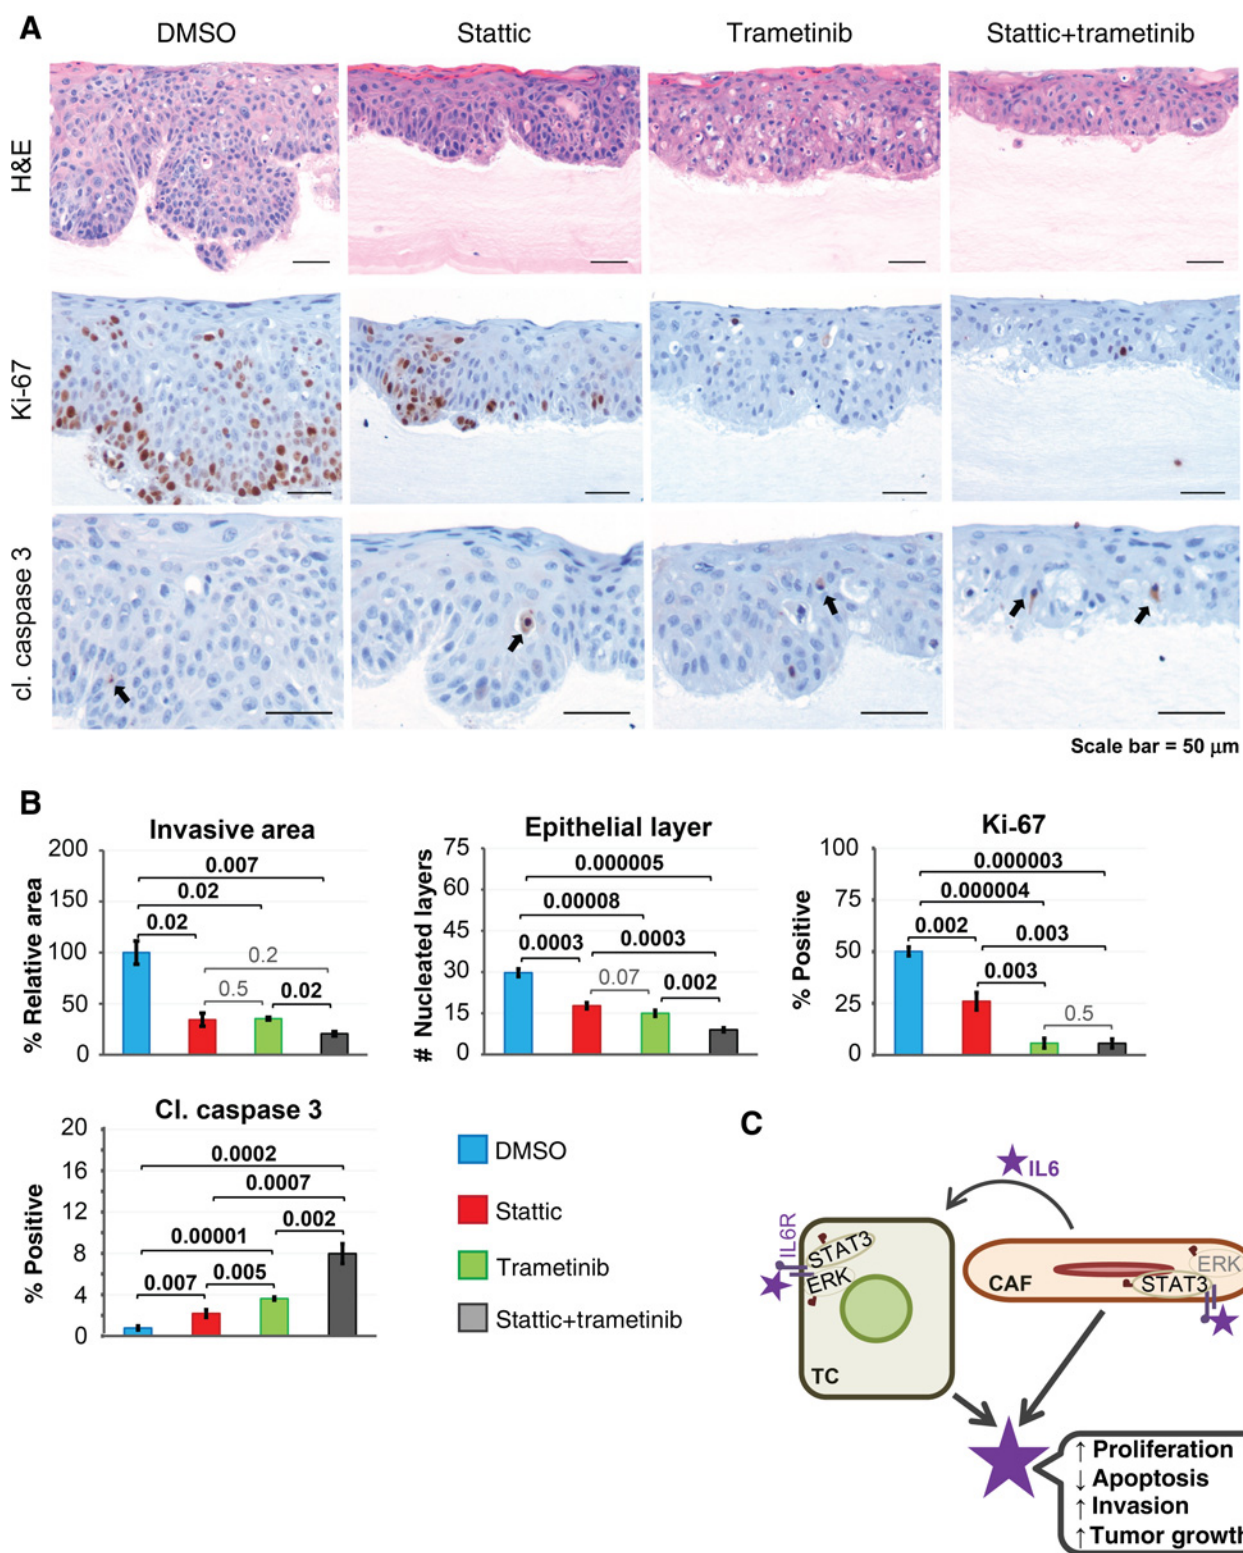 A
DMSO
Stattic
Trametinib
Stattic+trametinib
H&E
Ki-67
cl. caspase 3
Scale bar = 50 μm
B
Invasive area
% Relative area
200
150
100
50
0
0.007
0.02
0.02
0.2
0.5
0.02
Epithelial layer
# Nucleated layers
75
45
30
15
0
0.000005
0.00008
0.0003
0.0003
0.07
0.002
Ki-67
% Positive
100
75
50
25
0
0.000003
0.000004
0.002
0.003
0.003
0.5
Cl. caspase 3
% Positive
20
16
12
8
4
0
0.0002
0.0007
0.00001
0.002
0.007
0.005
DMSO
Stattic
Trametinib
Stattic+trametinib
C
IL6
IL6R
STAT3
ERK
TC
CAF
ERK
STAT3
↑ Proliferation
↓ Apoptosis
↑ Invasion
↑ Tumor growth